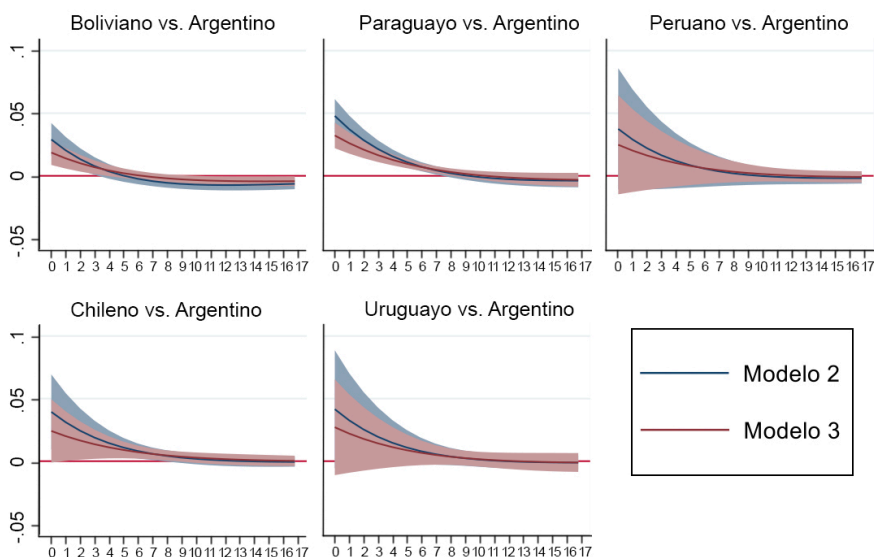 Boliviano vs. Argentino
Paraguayo vs. Argentino
Peruano vs. Argentino
.1
.05
0
-.05
0 1 2 3 4 5 6 7 8 9 10 11 12 13 14 15 16 17
0 1 2 3 4 5 6 7 8 9 10 11 12 13 14 15 16 17
0 1 2 3 4 5 6 7 8 9 10 11 12 13 14 15 16 17
Chileno vs. Argentino
Uruguayo vs. Argentino
.1
.05
0
-.05
0 1 2 3 4 5 6 7 8 9 10 11 12 13 14 15 16 17
0 1 2 3 4 5 6 7 8 9 10 11 12 13 14 15 16 17
Modelo 2
Modelo 3